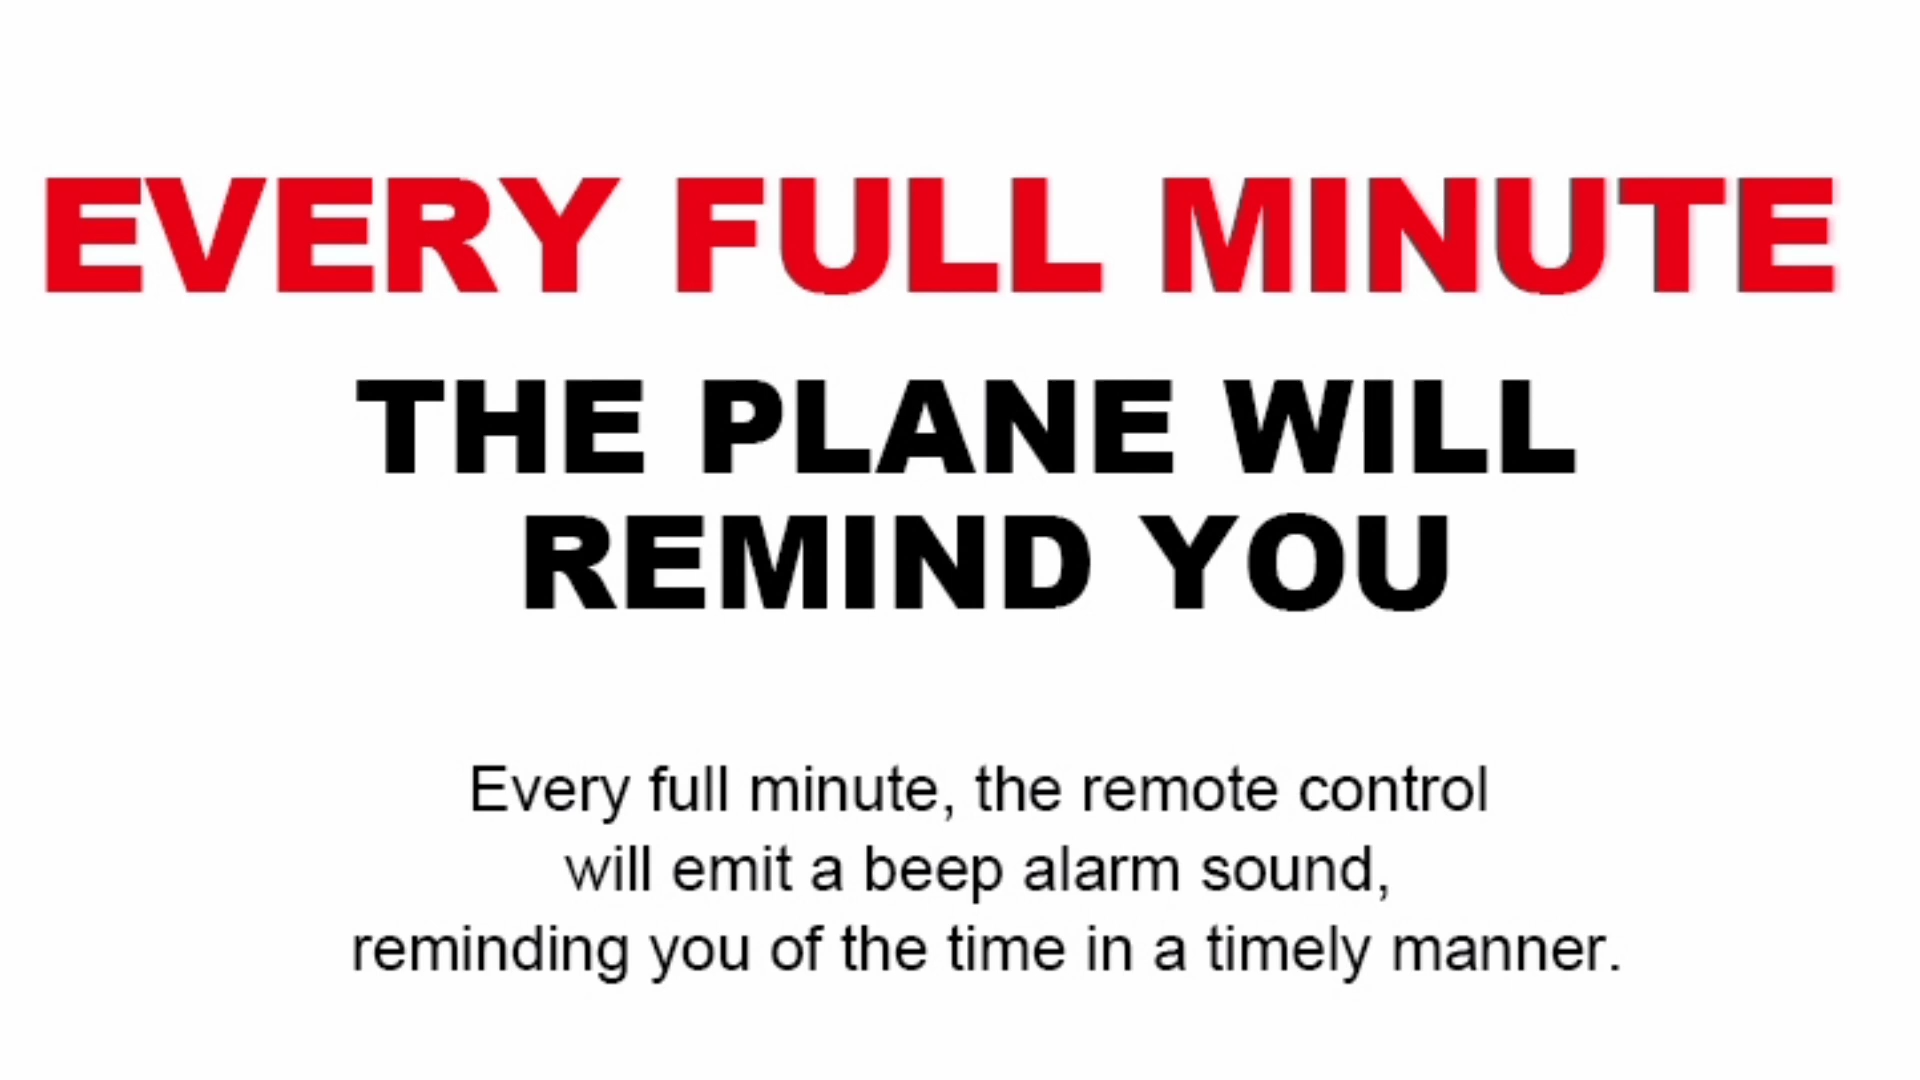 EVERY FULL MINUTE
THE PLANE WILL
REMIND YOU
Every full minute, the remote control
will emit a beep alarm sound,
reminding you of the time in a timely manner.